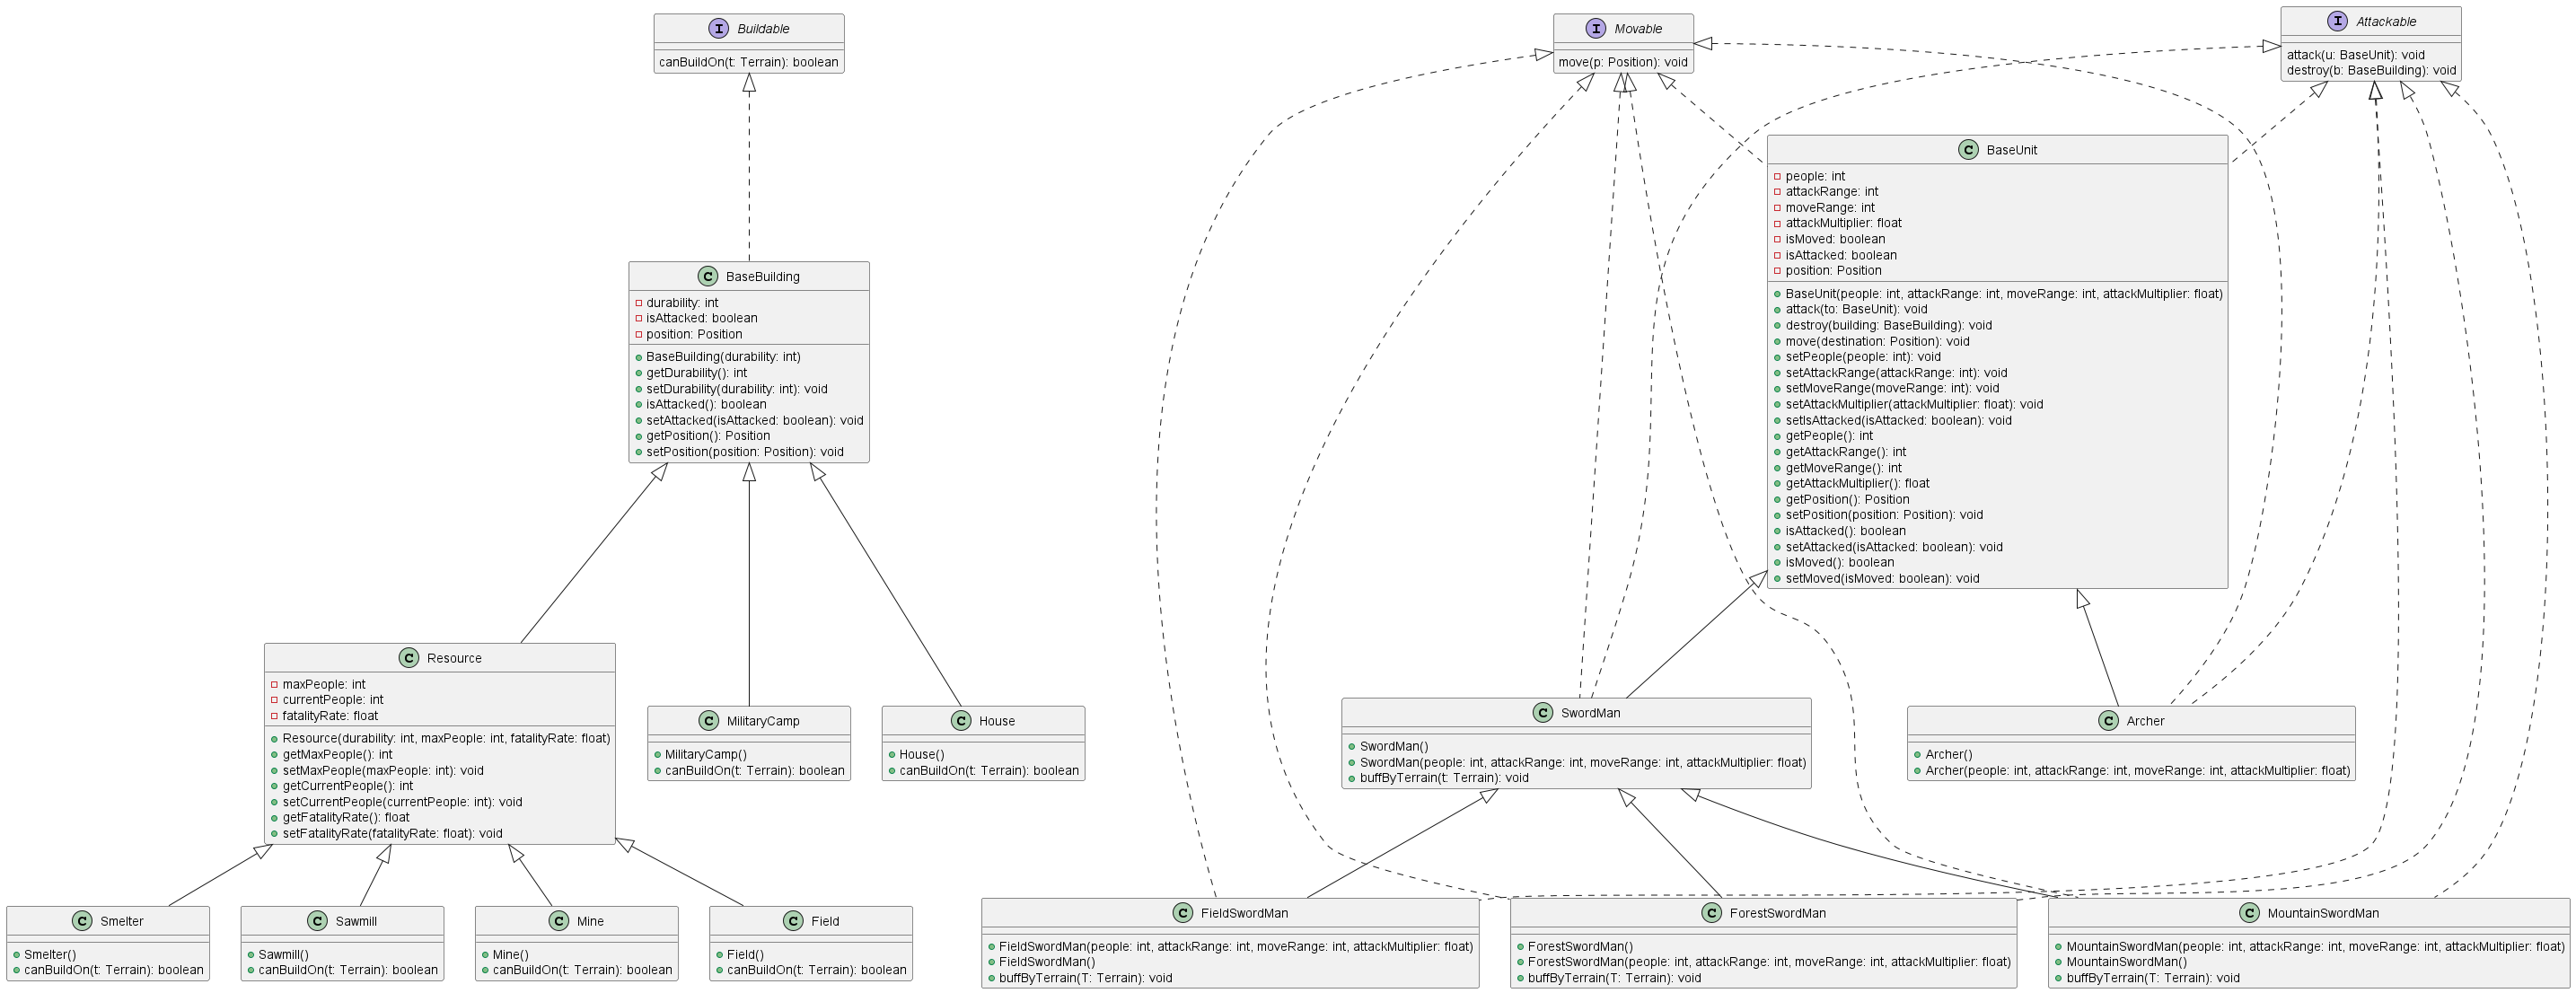 I Buildable
canBuildOn(t: Terrain): boolean
I Movable
move(p: Position): void
I Attackable
attack(u: BaseUnit): void
destroy(b: BaseBuilding): void
C BaseUnit
people: int
attackRange: int
moveRange: int
attackMultiplier: float
isMoved: boolean
isAttacked: boolean
position: Position
BaseUnit(people: int, attackRange: int, moveRange: int, attackMultiplier: float)
attack(to: BaseUnit): void
destroy(building: BaseBuilding): void
move(destination: Position): void
setPeople(people: int): void
setAttackRange(attackRange: int): void
setMoveRange(moveRange: int): void
setAttackMultiplier(attackMultiplier: float): void
setIsAttacked(isAttacked: boolean): void
getPeople(): int
getAttackRange(): int
getMoveRange(): int
getAttackMultiplier(): float
getPosition(): Position
setPosition(position: Position): void
isAttacked(): boolean
setAttacked(isAttacked: boolean): void
isMoved(): boolean
setMoved(isMoved: boolean): void
C BaseBuilding
durability: int
isAttacked: boolean
position: Position
BaseBuilding(durability: int)
getDurability(): int
setDurability(durability: int): void
isAttacked(): boolean
setAttacked(isAttacked: boolean): void
getPosition(): Position
setPosition(position: Position): void
C Resource
maxPeople: int
currentPeople: int
fatalityRate: float
Resource(durability: int, maxPeople: int, fatalityRate: float)
getMaxPeople(): int
setMaxPeople(maxPeople: int): void
getCurrentPeople(): int
setCurrentPeople(currentPeople: int): void
getFatalityRate(): float
setFatalityRate(fatalityRate: float): void
C MilitaryCamp
MilitaryCamp()
canBuildOn(t: Terrain): boolean
C House
House()
canBuildOn(t: Terrain): boolean
C SwordMan
SwordMan()
SwordMan(people: int, attackRange: int, moveRange: int, attackMultiplier: float)
buffByTerrain(t: Terrain): void
C Archer
Archer()
Archer(people: int, attackRange: int, moveRange: int, attackMultiplier: float)
C Smelter
Smelter()
canBuildOn(t: Terrain): boolean
C Sawmill
Sawmill()
canBuildOn(t: Terrain): boolean
C Mine
Mine()
canBuildOn(t: Terrain): boolean
C Field
Field()
canBuildOn(t: Terrain): boolean
C FieldSwordMan
FieldSwordMan(people: int, attackRange: int, moveRange: int, attackMultiplier: float)
FieldSwordMan()
buffByTerrain(T: Terrain): void
C ForestSwordMan
ForestSwordMan()
ForestSwordMan(people: int, attackRange: int, moveRange: int, attackMultiplier: float)
buffByTerrain(T: Terrain): void
C MountainSwordMan
MountainSwordMan(people: int, attackRange: int, moveRange: int, attackMultiplier: float)
MountainSwordMan()
buffByTerrain(T: Terrain): void